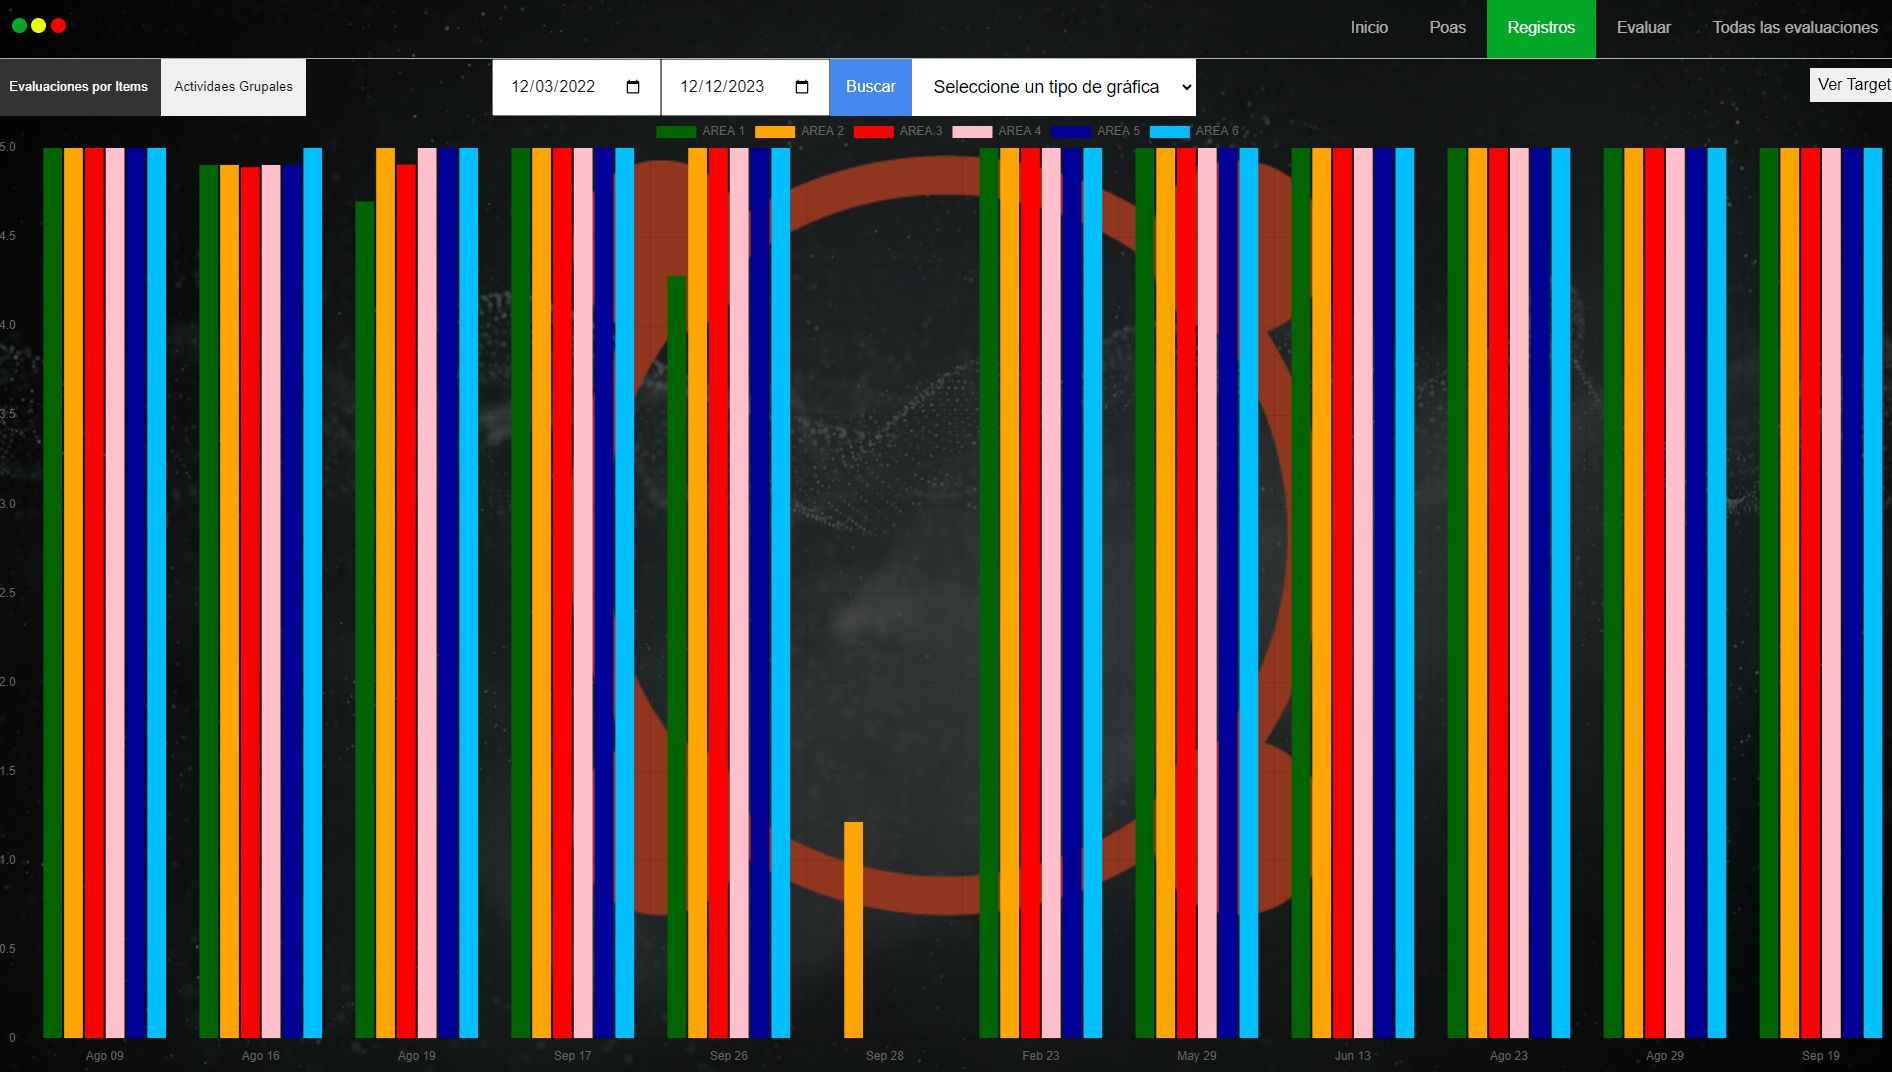 Inicio Poas Registros Evaluar Todas las evaluaciones
Evaluaciones por Items Actividaes Grupales 12/03/2022 12/12/2023 Buscar Seleccione un tipo de gráfica Ver Target
AREA 1 AREA 2 AREA 3 AREA 4 AREA 5 AREA 6
5.0
4.5
4.0
3.5
3.0
2.5
2.0
1.5
1.0
0.5
0
Ago 09 Ago 16 Ago 19 Sep 17 Sep 26 Sep 28 Feb 23 May 29 Jun 13 Ago 23 Ago 29 Sep 19